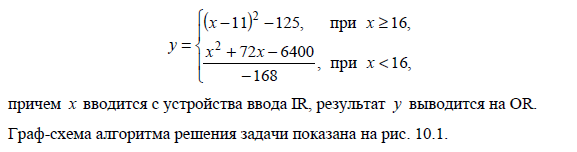 y = { (x−11)² −125, при x ≥ 16,
x² + 72x − 6400 / −168 , при x < 16,
причем x вводится с устройства ввода IR, результат y выводится на OR.
Граф-схема алгоритма решения задачи показана на рис. 10.1.